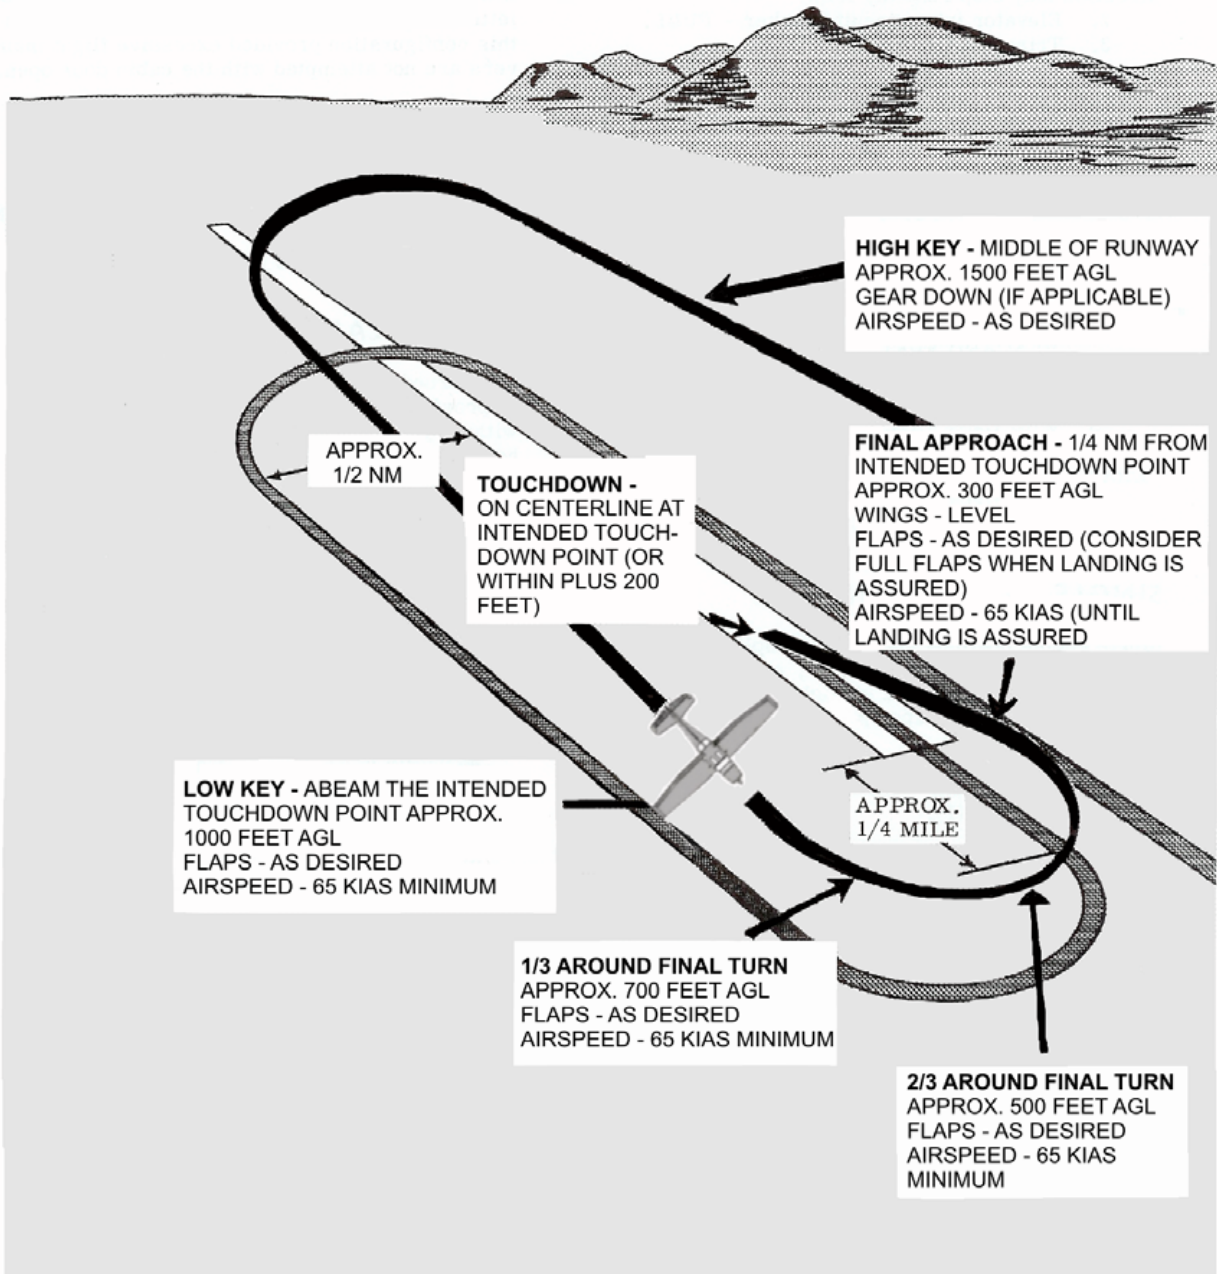 HIGH KEY - MIDDLE OF RUNWAY
APPROX. 1500 FEET AGL
GEAR DOWN (IF APPLICABLE)
AIRSPEED - AS DESIRED
FINAL APPROACH - 1/4 NM FROM
INTENDED TOUCHDOWN POINT
APPROX. 300 FEET AGL
WINGS - LEVEL
FLAPS - AS DESIRED (CONSIDER
FULL FLAPS WHEN LANDING IS
ASSURED)
AIRSPEED - 65 KIAS (UNTIL
LANDING IS ASSURED
APPROX.
1/2 NM
TOUCHDOWN -
ON CENTERLINE AT
INTENDED TOUCH-
DOWN POINT (OR
WITHIN PLUS 200
FEET)
LOW KEY - ABEAM THE INTENDED
TOUCHDOWN POINT APPROX.
1000 FEET AGL
FLAPS - AS DESIRED
AIRSPEED - 65 KIAS MINIMUM
APPROX.
1/4 MILE
1/3 AROUND FINAL TURN
APPROX. 700 FEET AGL
FLAPS - AS DESIRED
AIRSPEED - 65 KIAS MINIMUM
2/3 AROUND FINAL TURN
APPROX. 500 FEET AGL
FLAPS - AS DESIRED
AIRSPEED - 65 KIAS
MINIMUM